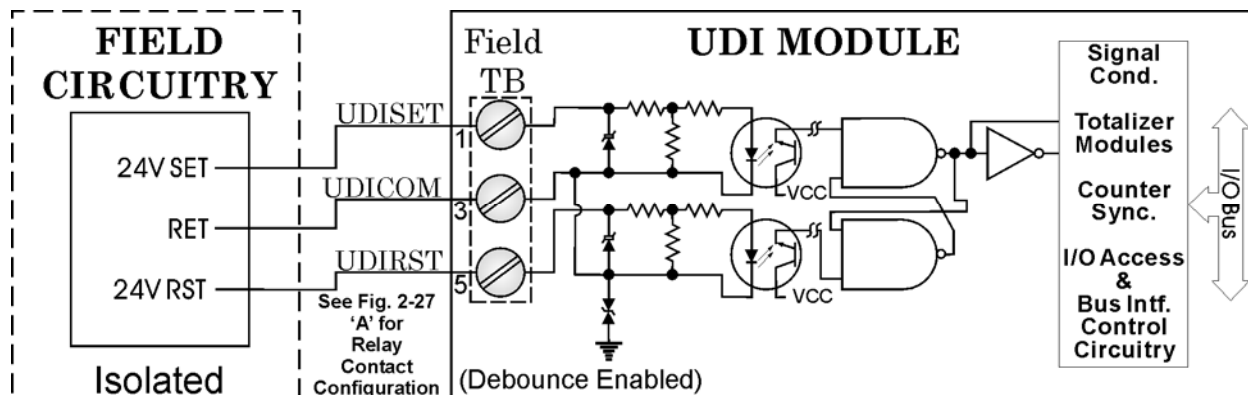 FIELD
CIRCUITRY
24V SET
RET
24V RST
Isolated
UDISET
UDICOM
UDIRST
See Fig. 2-27
‘A’ for
Relay
Contact
Configuration
Field
TB
1
3
5
UDI MODULE
VCC
VCC
(Debounce Enabled)
Signal
Cond.
Totalizer
Modules
Counter
Sync.
I/O Access
&
Bus Intf.
Control
Circuitry
I/O Bus